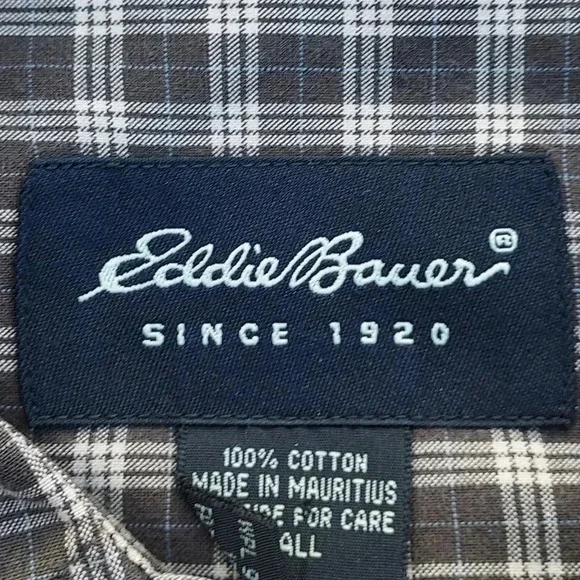 Eddie Bauer®
SINCE 1920
100% COTTON
MADE IN MAURITIUS
FOR CARE